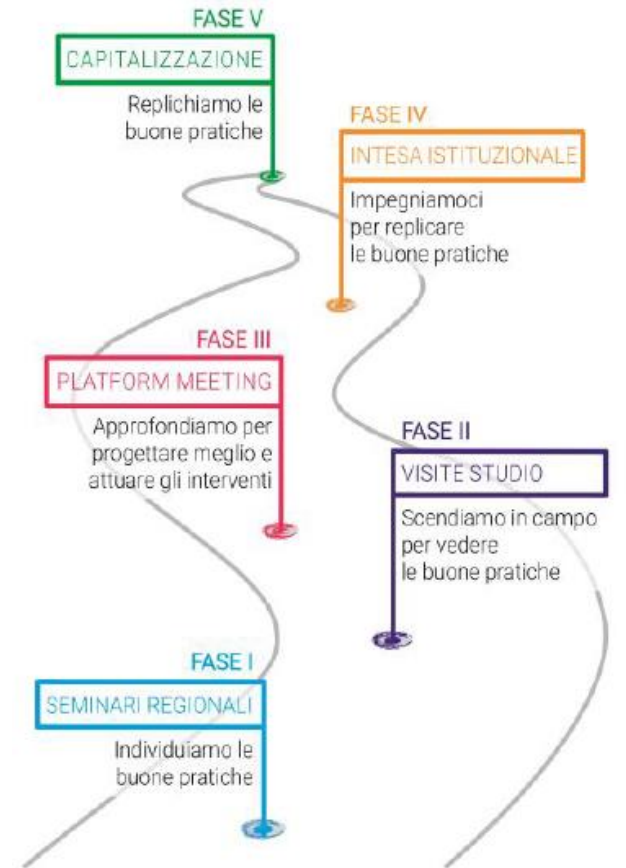 FASE V
CAPITALIZZAZIONE
Replichiamo le
buone pratiche
FASE IV
INTESA ISTITUZIONALE
Impegniamoci
per replicare
le buone pratiche
FASE III
PLATFORM MEETING
Approfondiamo per
progettare meglio e
attuare gli interventi
FASE II
VISITE STUDIO
Scendiamo in campo
per vedere
le buone pratiche
FASE I
SEMINARI REGIONALI
Individuiamo le
buone pratiche